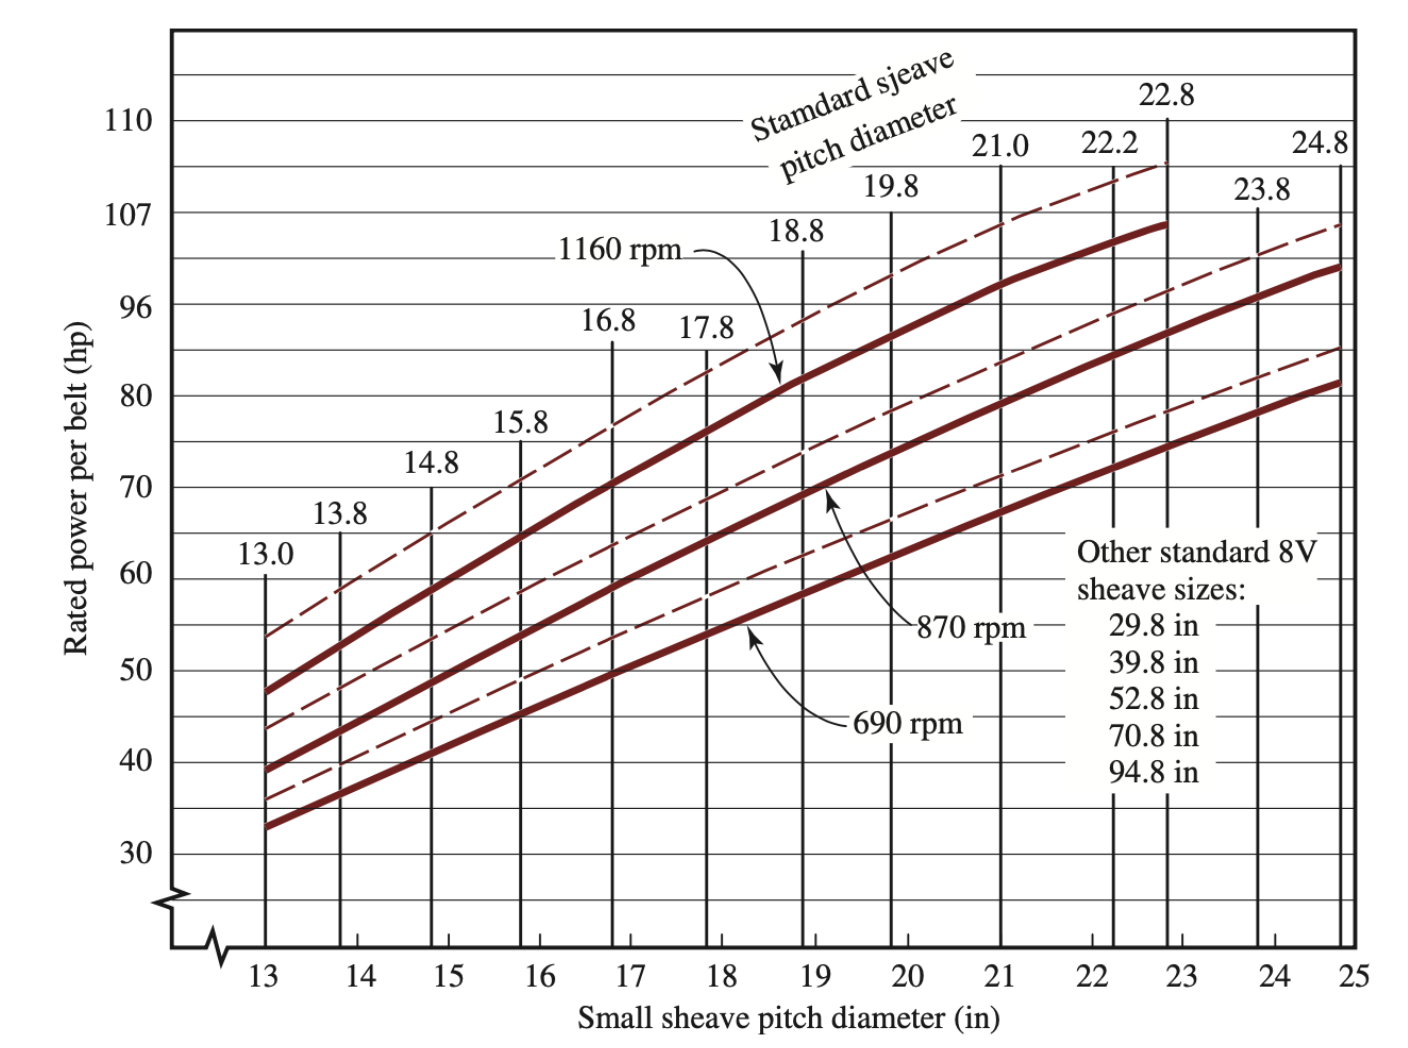 Stamdard sjeave
pitch diameter
110
107
96
80
70
60
50
40
30
Rated power per belt (hp)
13.0
13.8
14.8
15.8
16.8
17.8
18.8
19.8
21.0
22.2
22.8
23.8
24.8
1160 rpm
870 rpm
690 rpm
Other standard 8V
sheave sizes:
29.8 in
39.8 in
52.8 in
70.8 in
94.8 in
13 14 15 16 17 18 19 20 21 22 23 24 25
Small sheave pitch diameter (in)